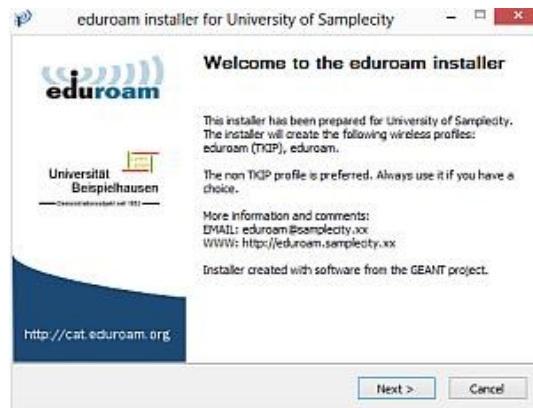 eduroam installer for University of Samplecity
eduroam
Universität
Beispielhausen
http://cat.eduroam.org
Welcome to the eduroam installer
This installer has been prepared for University of Samplecity.
The installer will create the following wireless profiles:
eduroam (TKIP), eduroam.
The non TKIP profile is preferred. Always use it if you have a
choice.
More information and comments:
EMAIL: eduroam@samplecity.xx
WWW: http://eduroam.samplecity.xx
Installer created with software from the GEANT project.
Next >
Cancel